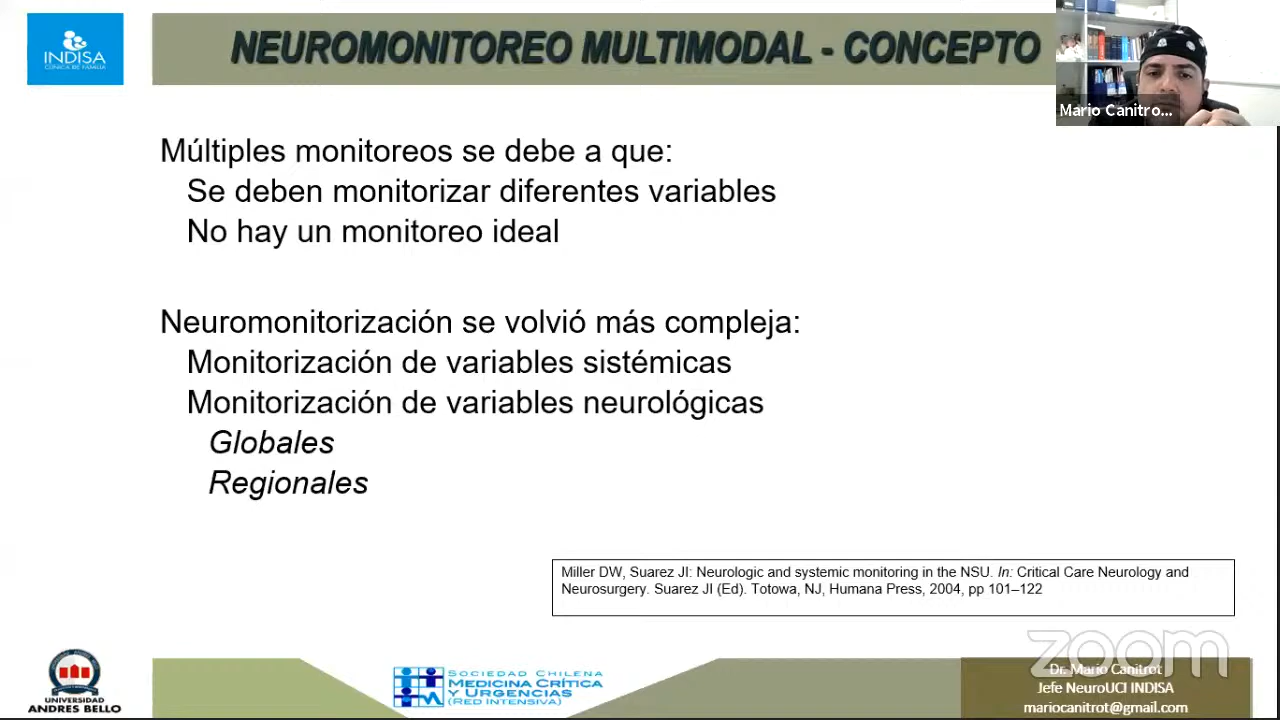 INDISA
CLÍNICA DE FAMILIA
NEUROMONITOREO MULTIMODAL - CONCEPTO
Mario Canitro...
Múltiples monitoreos se debe a que:
Se deben monitorizar diferentes variables
No hay un monitoreo ideal
Neuromonitorización se volvió más compleja:
Monitorización de variables sistémicas
Monitorización de variables neurológicas
Globales
Regionales
Miller DW, Suarez JI: Neurologic and systemic monitoring in the NSU. In: Critical Care Neurology and
Neurosurgery. Suarez JI (Ed). Totowa, NJ, Humana Press, 2004, pp 101–122
UNIVERSIDAD
ANDRES BELLO
SOCIEDAD CHILENA
MEDICINA CRÍTICA
Y URGENCIAS
(RED INTENSIVA)
zoom
Dr. Mario Canitrot
Jefe NeuroUCI INDISA
mariocanitrot@gmail.com